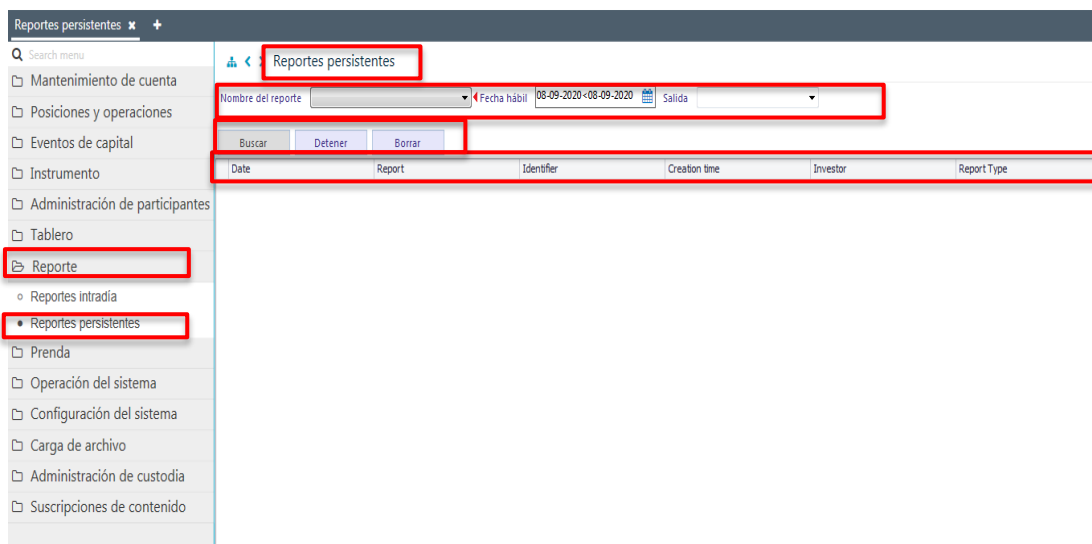 Reportes persistentes × +
Search menu
Mantenimiento de cuenta
Posiciones y operaciones
Eventos de capital
Instrumento
Administración de participantes
Tablero
Reporte
Reportes intradía
Reportes persistentes
Prenda
Operación del sistema
Configuración del sistema
Carga de archivo
Administración de custodia
Suscripciones de contenido
Reportes persistentes
Nombre del reporte Fecha hábil 08-09-2020<08-09-2020 Salida
Buscar Detener Borrar
Date Report Identifier Creation time Investor Report Type